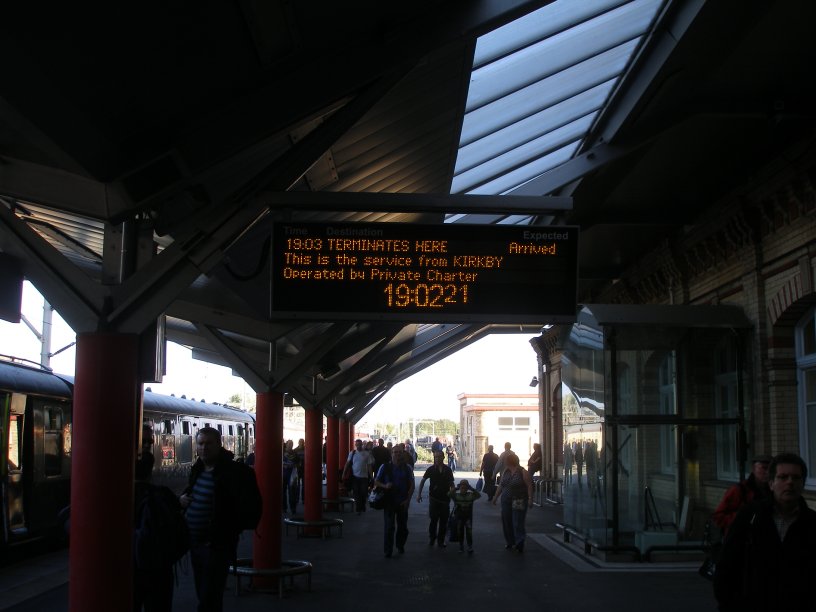 Time Destination Expected
19:03 TERMINATES HERE Arrived
This is the service from KIRKBY
Operated by Private Charter
19:02 21